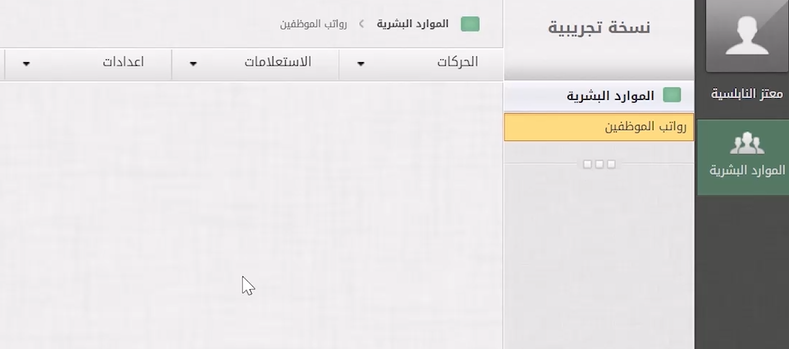 معتز النابلسية
الموارد البشرية
نسخة تجريبية
الموارد البشرية
رواتب الموظفين
الموارد البشرية › رواتب الموظفين
الحركات
الاستعلامات
اعدادات